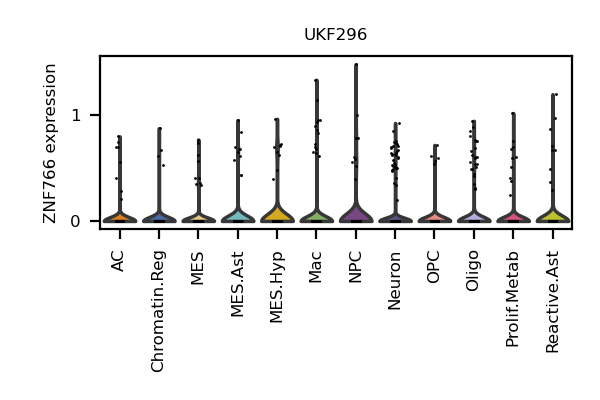 UKF296
ZNF766 expression
1
0
AC
Chromatin.Reg
MES
MES.Ast
MES.Hyp
Mac
NPC
Neuron
OPC
Oligo
Prolif.Metab
Reactive.Ast